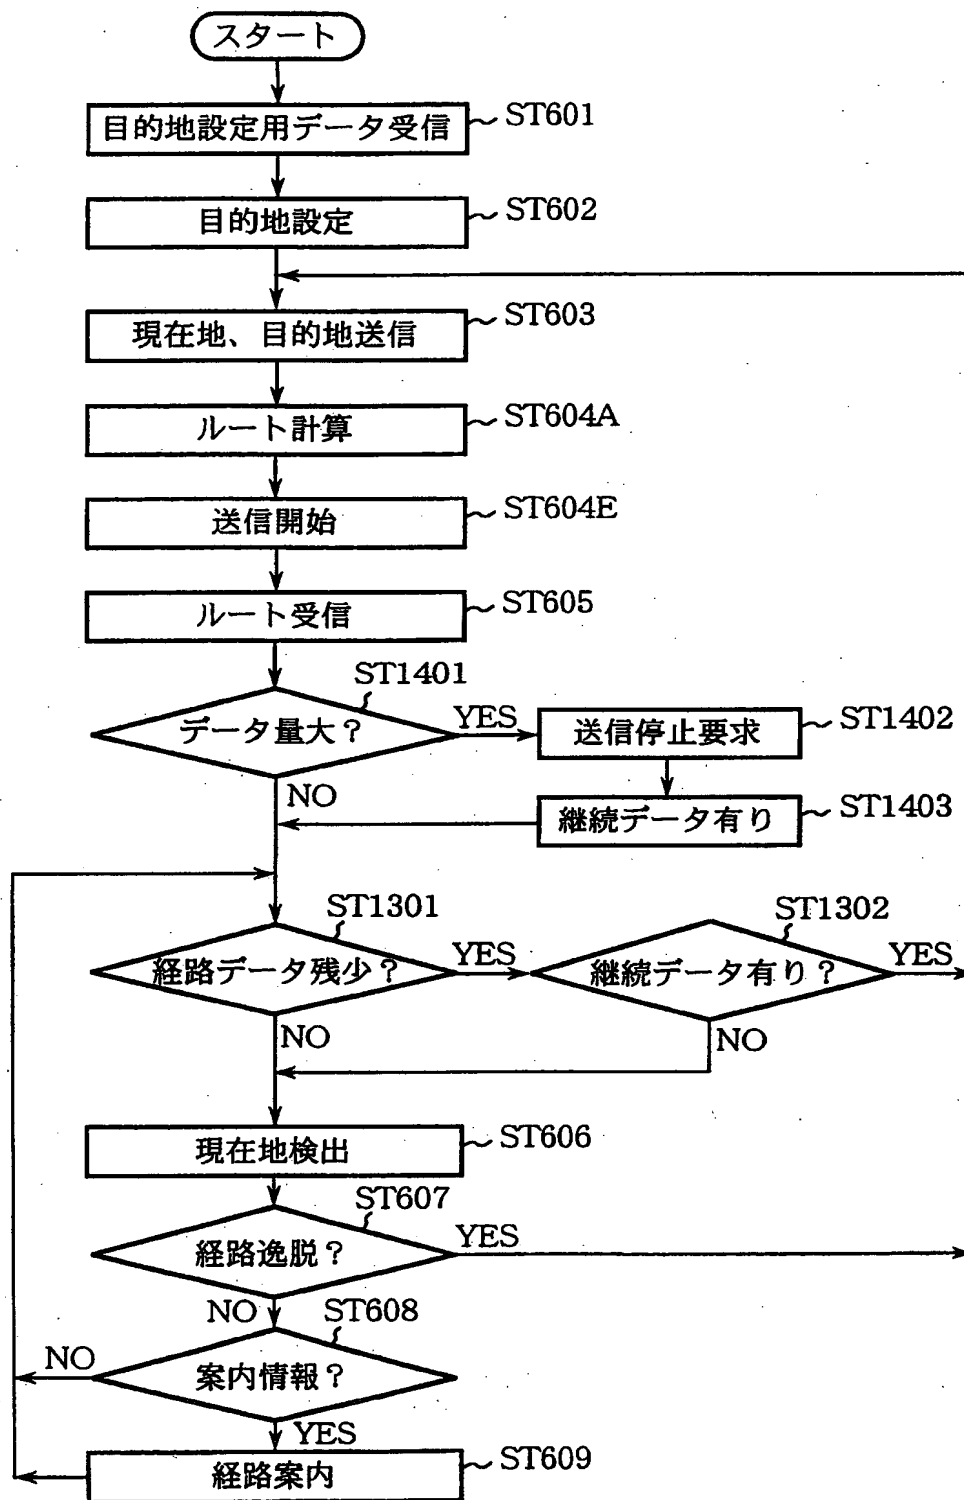 スタート
目的地設定用データ受信
ST601
目的地設定
ST602
現在地、目的地送信
ST603
ルート計算
ST604A
送信開始
ST604E
ルート受信
ST605
ST1401
データ量大?
YES
送信停止要求
ST1402
NO
継続データ有り
ST1403
ST1301
経路データ残少?
YES
ST1302
継続データ有り?
YES
NO
NO
現在地検出
ST606
ST607
経路逸脱?
YES
NO
ST608
NO
案内情報?
YES
経路案内
ST609